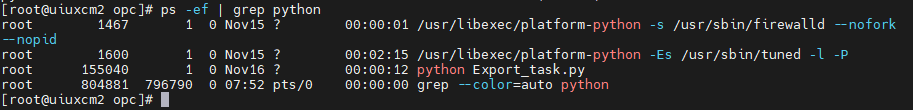 [root@uiuxcm2 opc]# ps -ef | grep python
root        1467       1  0 Nov15 ?        00:00:01 /usr/libexec/platform-python -s /usr/sbin/firewalld --nofork
--nopid
root        1600       1  0 Nov15 ?        00:02:15 /usr/libexec/platform-python -Es /usr/sbin/tuned -l -P
root      155040       1  0 Nov16 ?        00:00:12 python Export_task.py
root      804881  796790  0 07:52 pts/0    00:00:00 grep --color=auto python
[root@uiuxcm2 opc]#